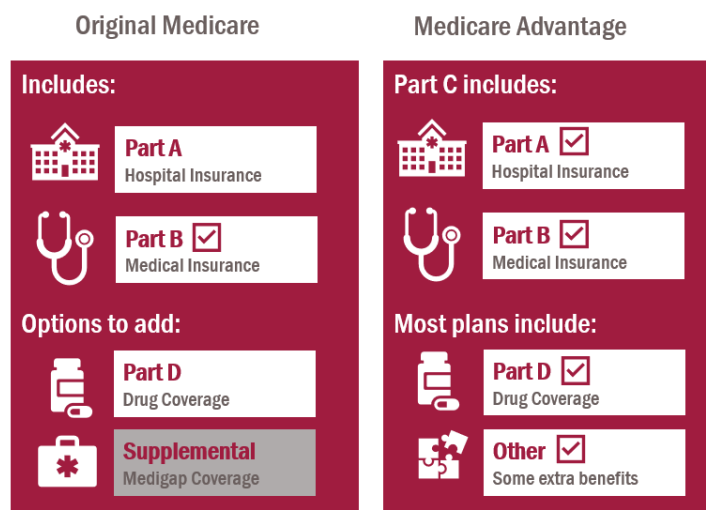 Original Medicare
Includes:
Part A
Hospital Insurance
Part B
Medical Insurance
Options to add:
Part D
Drug Coverage
Supplemental
Medigap Coverage
Medicare Advantage
Part C includes:
Part A
Hospital Insurance
Part B
Medical Insurance
Most plans include:
Part D
Drug Coverage
Other
Some extra benefits